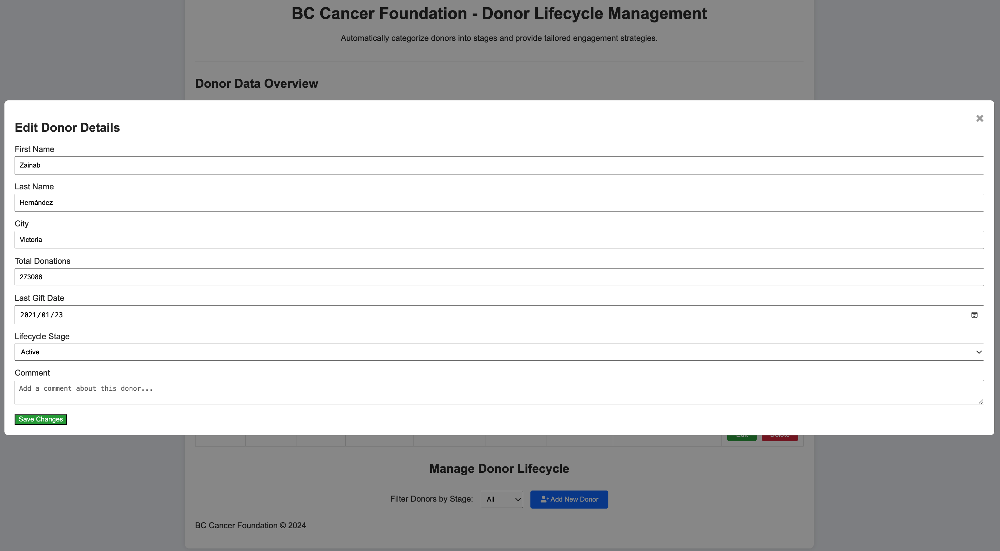 BC Cancer Foundation - Donor Lifecycle Management
Automatically categorize donors into stages and provide tailored engagement strategies.
Donor Data Overview
Edit Donor Details
First Name
Zainab
Last Name
Hernández
City
Victoria
Total Donations
273086
Last Gift Date
2021/01/23
Lifecycle Stage
Active
Comment
Add a comment about this donor...
Save Changes
Edit Delete
Manage Donor Lifecycle
Filter Donors by Stage: All Add New Donor
BC Cancer Foundation © 2024